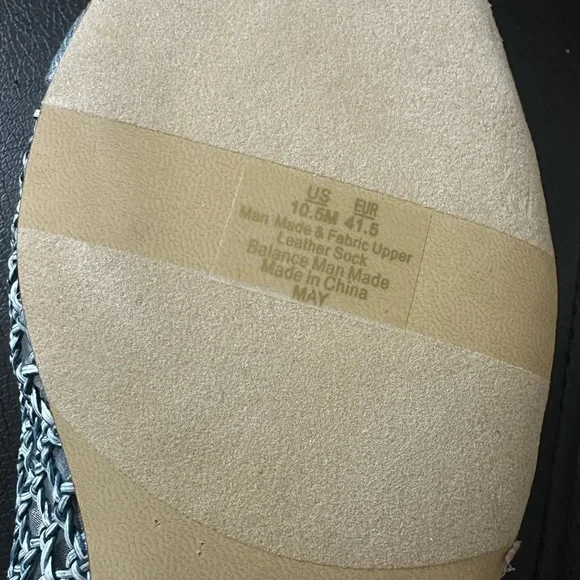 US EUR
10.5M 41.5
Man Made & Fabric Upper
Leather Sock
Balance Man Made
Made In China
MAY